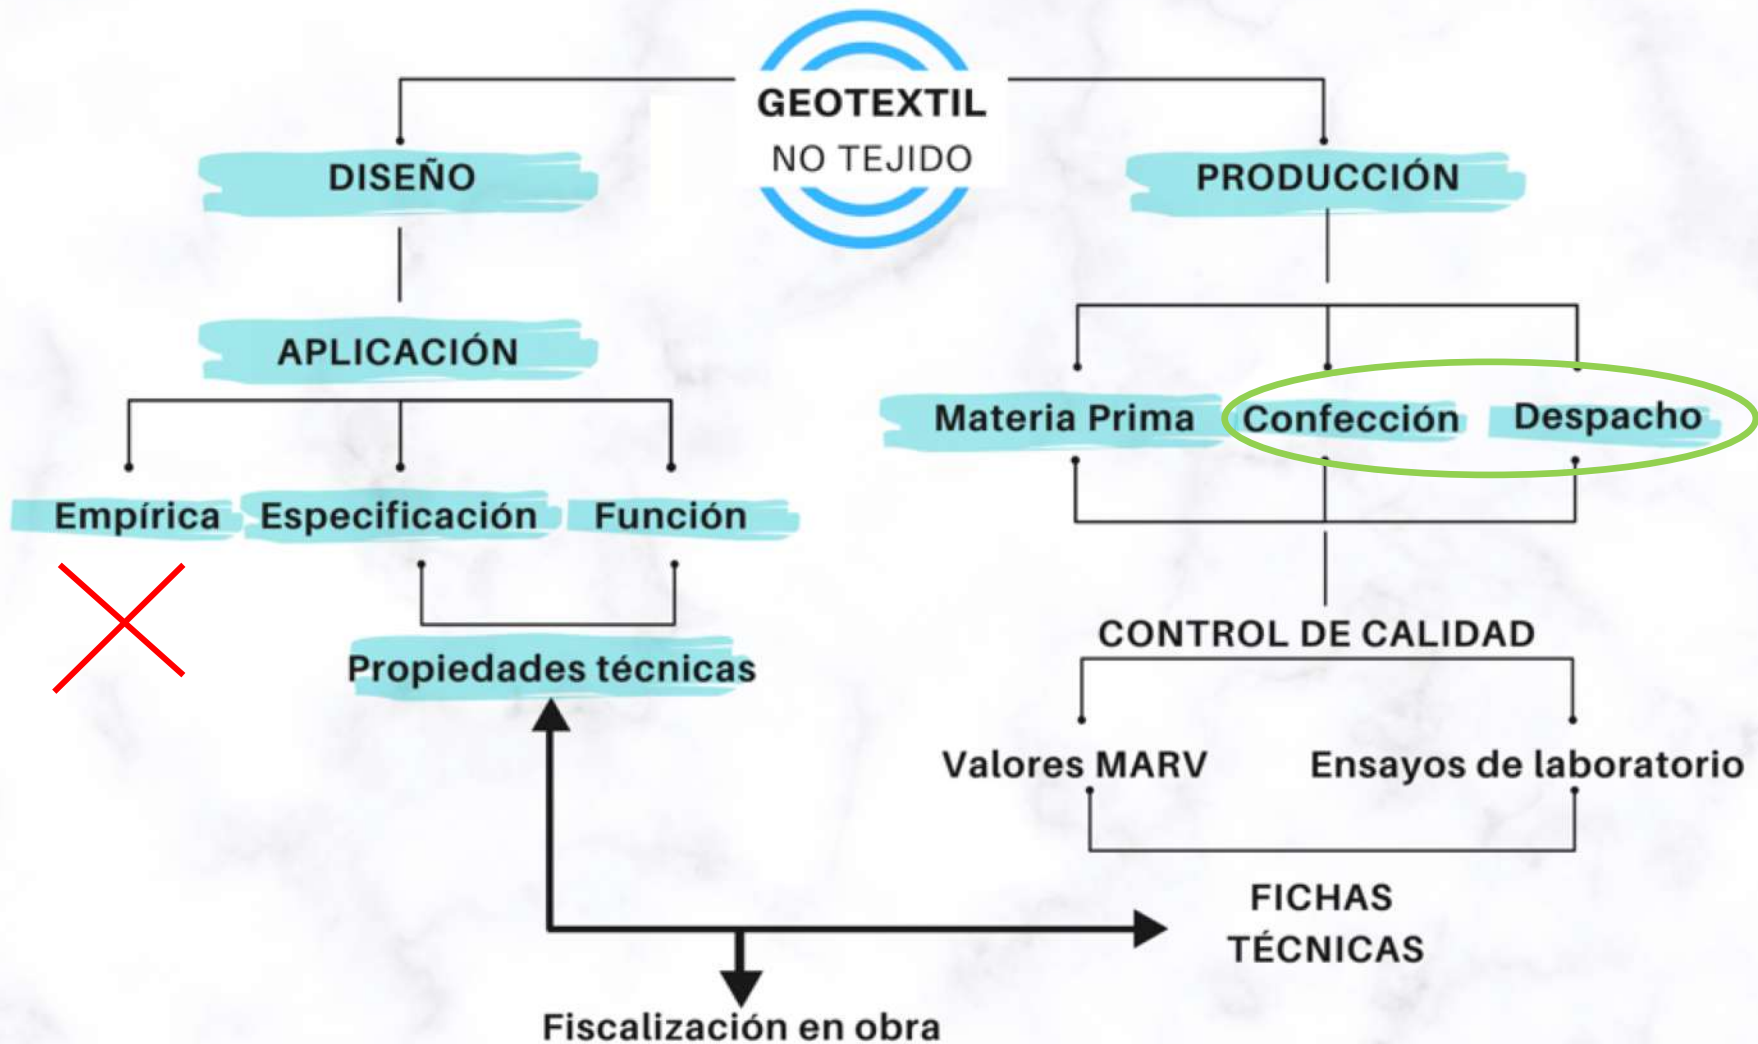 GEOTEXTIL
NO TEJIDO
DISEÑO
PRODUCCIÓN
APLICACIÓN
Materia Prima
Confección
Despacho
Empírica
Especificación
Función
CONTROL DE CALIDAD
Propiedades técnicas
Valores MARV
Ensayos de laboratorio
FICHAS
TÉCNICAS
Fiscalización en obra